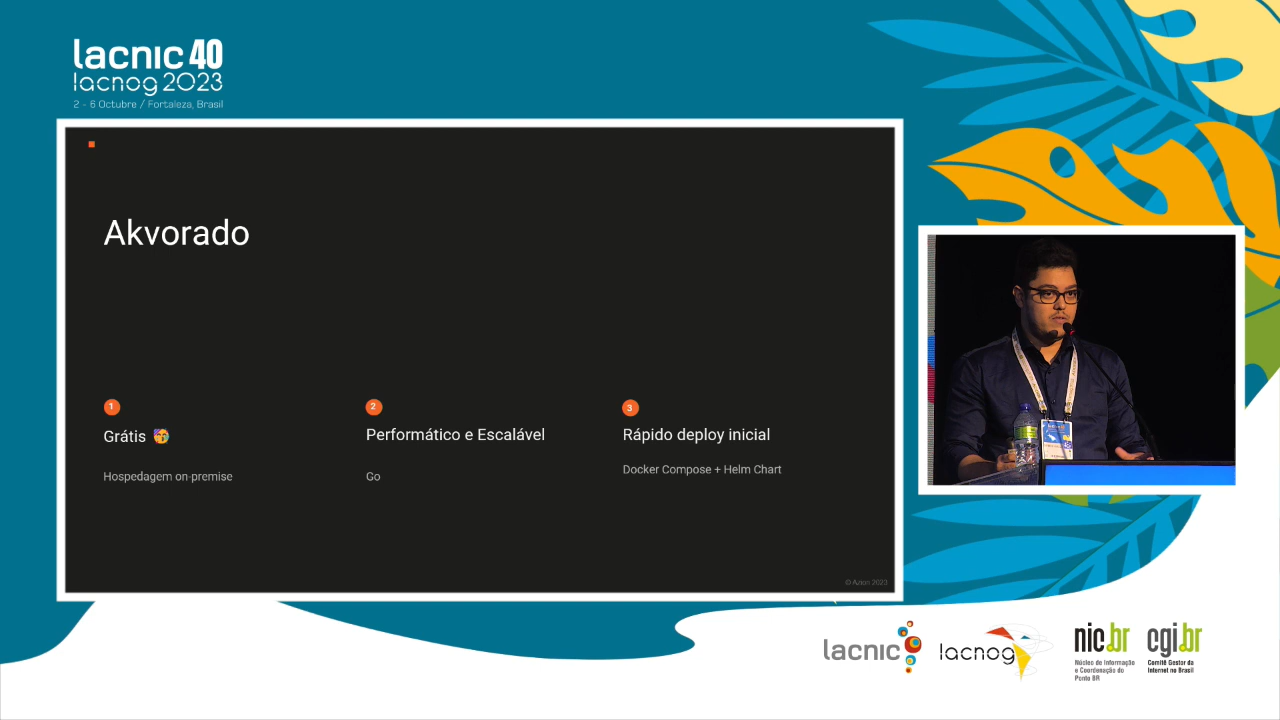 lacnic 40
lacnog 2023
2 - 6 Octubre / Fortaleza, Brasil
Akvorado
1
Grátis 🥳
Hospedagem on-premise
2
Performático e Escalável
Go
3
Rápido deploy inicial
Docker Compose + Helm Chart
© Azion 2023
lacnic
lacnog
nic.br
Núcleo de Informação
e Coordenação do
Ponto BR
cgi.br
Comitê Gestor da
Internet no Brasil